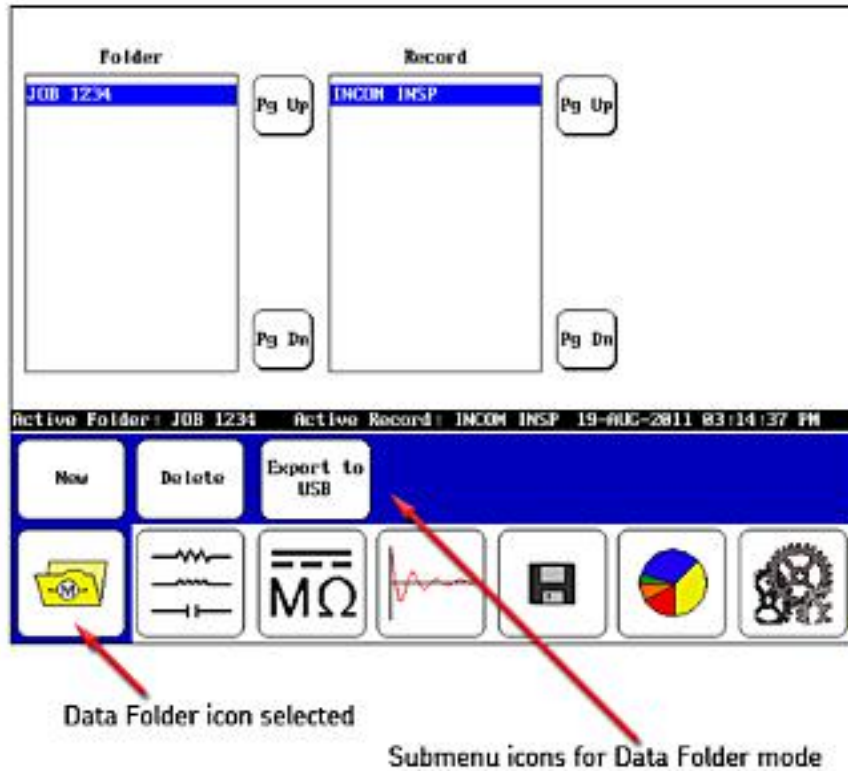 Folder Record
JOB 1234
Pg Up
INCOM INSP
Pg Up
Pg Dn
Pg Dn
Active Folder: JOB 1234 Active Record: INCOM INSP 19-AUG-2011 03:14:37 PM
New
Delete
Export to
USB
M
MΩ
Data Folder icon selected
Submenu icons for Data Folder mode